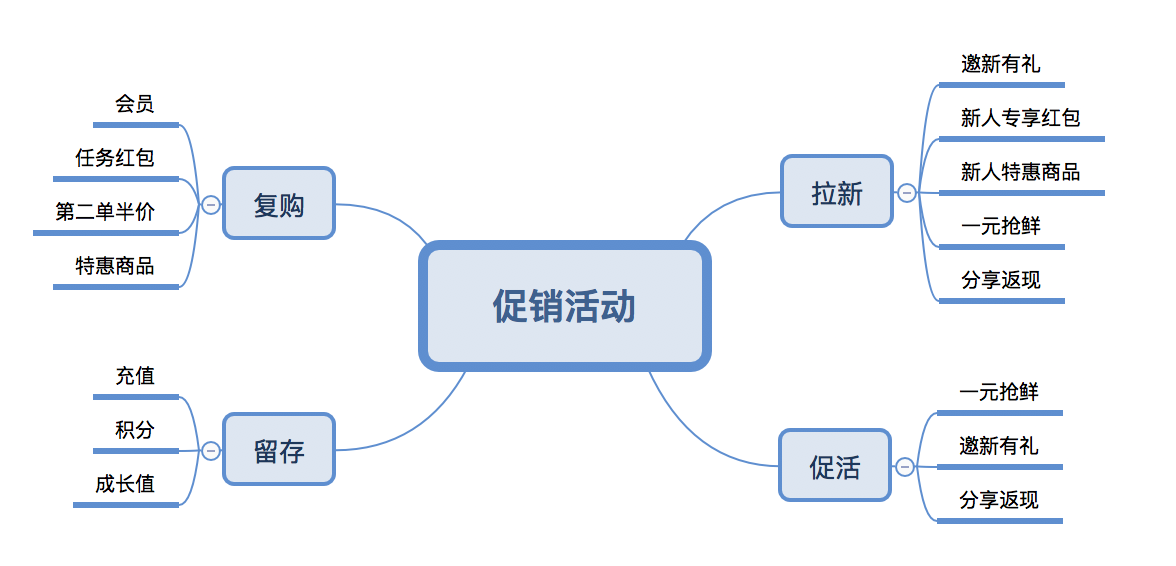 促销活动
拉新
邀新有礼
新人专享红包
新人特惠商品
一元抢鲜
分享返现
促活
一元抢鲜
邀新有礼
分享返现
复购
会员
任务红包
第二单半价
特惠商品
留存
充值
积分
成长值